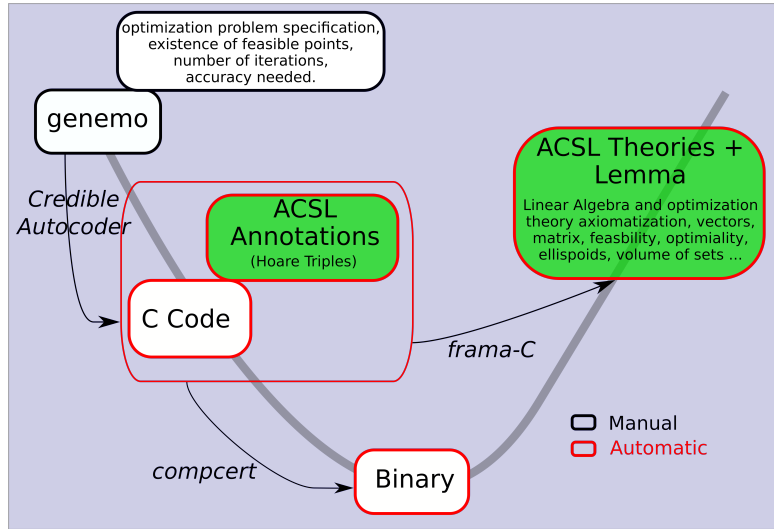 optimization problem specification,
existence of feasible points,
number of iterations,
accuracy needed.
genemo
Credible
Autocoder
ACSL
Annotations
(Hoare Triples)
C Code
ACSL Theories +
Lemma
Linear Algebra and optimization
theory axiomatization, vectors,
matrix, feasbility, optimiality,
ellispoids, volume of sets ...
frama-C
compcert
Binary
Manual
Automatic